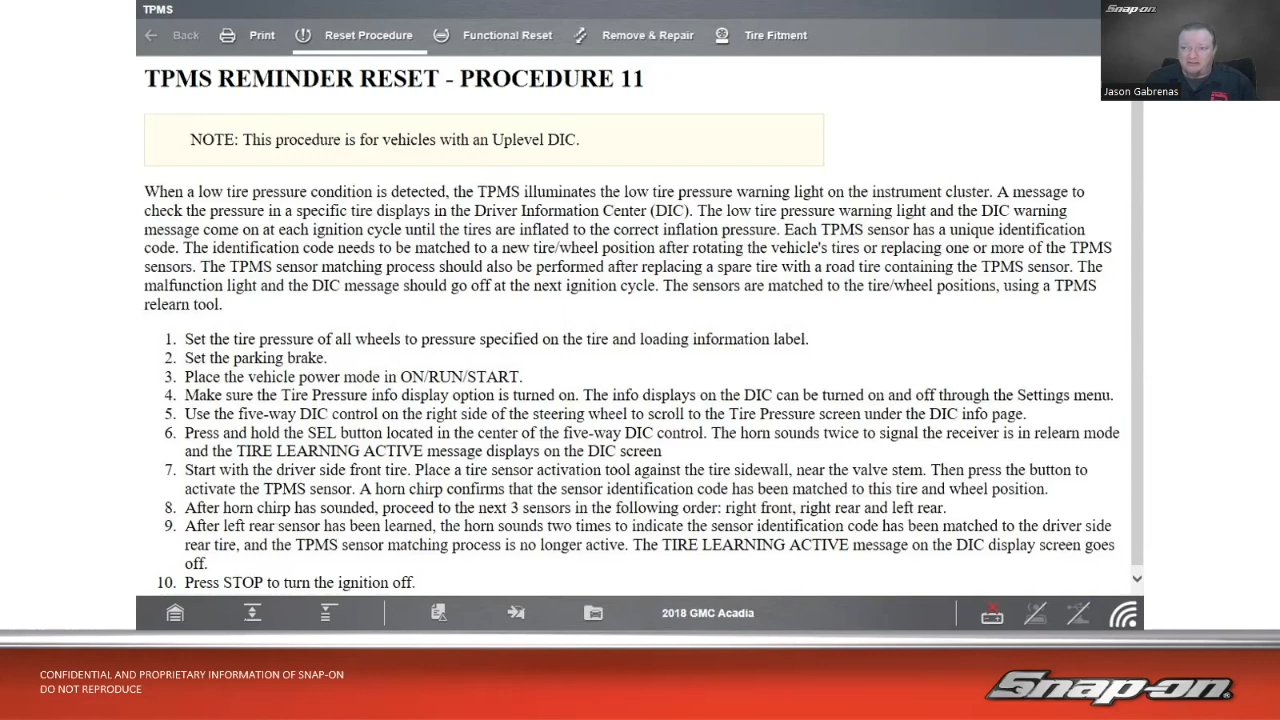 TPMS
Back
Print
Reset Procedure
Functional Reset
Remove & Repair
Tire Fitment
Snap-on
Jason Gabrenas
TPMS REMINDER RESET - PROCEDURE 11
NOTE: This procedure is for vehicles with an Uplevel DIC.
When a low tire pressure condition is detected, the TPMS illuminates the low tire pressure warning light on the instrument cluster. A message to
check the pressure in a specific tire displays in the Driver Information Center (DIC). The low tire pressure warning light and the DIC warning
message come on at each ignition cycle until the tires are inflated to the correct inflation pressure. Each TPMS sensor has a unique identification
code. The identification code needs to be matched to a new tire/wheel position after rotating the vehicle's tires or replacing one or more of the TPMS
sensors. The TPMS sensor matching process should also be performed after replacing a spare tire with a road tire containing the TPMS sensor. The
malfunction light and the DIC message should go off at the next ignition cycle. The sensors are matched to the tire/wheel positions, using a TPMS
relearn tool.
1. Set the tire pressure of all wheels to pressure specified on the tire and loading information label.
2. Set the parking brake.
3. Place the vehicle power mode in ON/RUN/START.
4. Make sure the Tire Pressure info display option is turned on. The info displays on the DIC can be turned on and off through the Settings menu.
5. Use the five-way DIC control on the right side of the steering wheel to scroll to the Tire Pressure screen under the DIC info page.
6. Press and hold the SEL button located in the center of the five-way DIC control. The horn sounds twice to signal the receiver is in relearn mode
and the TIRE LEARNING ACTIVE message displays on the DIC screen
7. Start with the driver side front tire. Place a tire sensor activation tool against the tire sidewall, near the valve stem. Then press the button to
activate the TPMS sensor. A horn chirp confirms that the sensor identification code has been matched to this tire and wheel position.
8. After horn chirp has sounded, proceed to the next 3 sensors in the following order: right front, right rear and left rear.
9. After left rear sensor has been learned, the horn sounds two times to indicate the sensor identification code has been matched to the driver side
rear tire, and the TPMS sensor matching process is no longer active. The TIRE LEARNING ACTIVE message on the DIC display screen goes
off.
10. Press STOP to turn the ignition off.
2018 GMC Acadia
CONFIDENTIAL AND PROPRIETARY INFORMATION OF SNAP-ON
DO NOT REPRODUCE
Snap-on